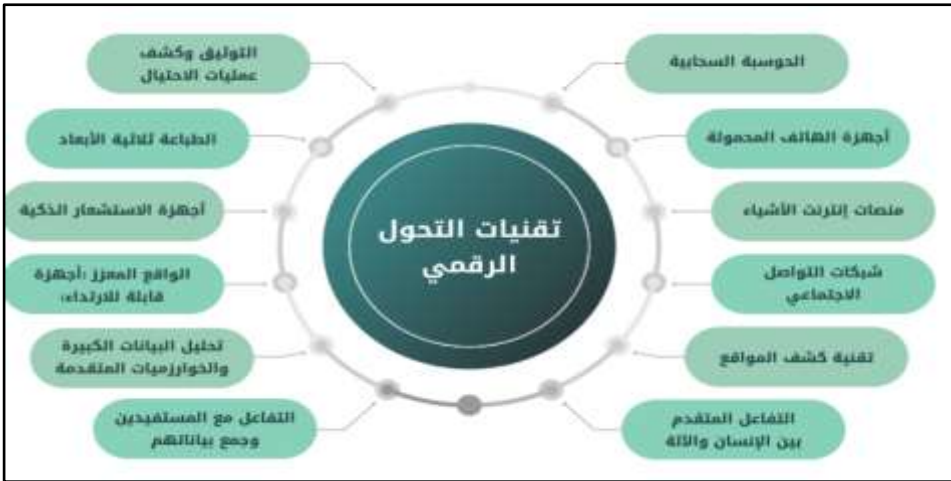 تقنيات التحول
الرقمي
الحوسبة السحابية
أجهزة الهاتف المحمولة
منصات إنترنت الأشياء
شبكات التواصل
الاجتماعي
تقنية كشف المواقع
التفاعل المتقدم
بين الإنسان والآلة
التوثيق وكشف
عمليات الاحتيال
الطباعة ثلاثية الأبعاد
أجهزة الاستشعار الذكية
الواقع المعزز (أجهزة
قابلة للارتداء)
تحليل البيانات الكبيرة
والخوارزميات المتقدمة
التفاعل مع المستفيدين
وجمع بياناتهم